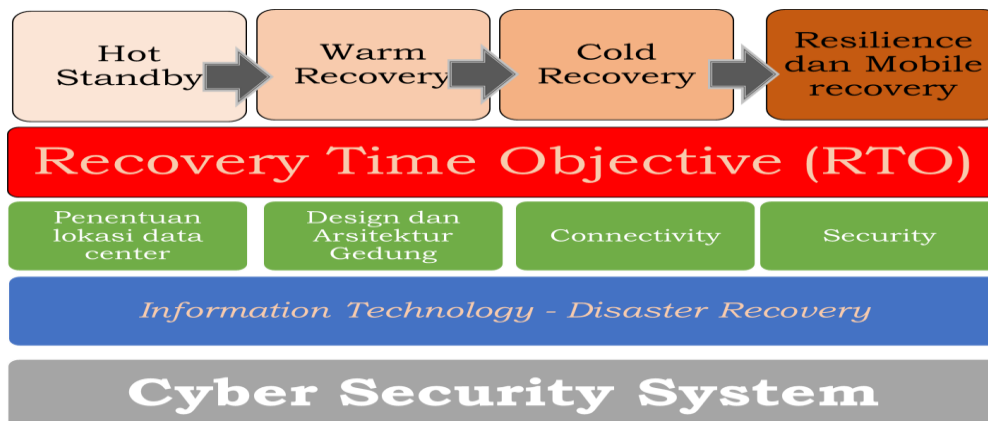 Hot
Standby
Warm
Recovery
Cold
Recovery
Resilience
dan Mobile
recovery
Recovery Time Objective (RTO)
Penentuan
lokasi data
center
Design dan
Arsitektur
Gedung
Connectivity
Security
Information Technology - Disaster Recovery
Cyber Security System